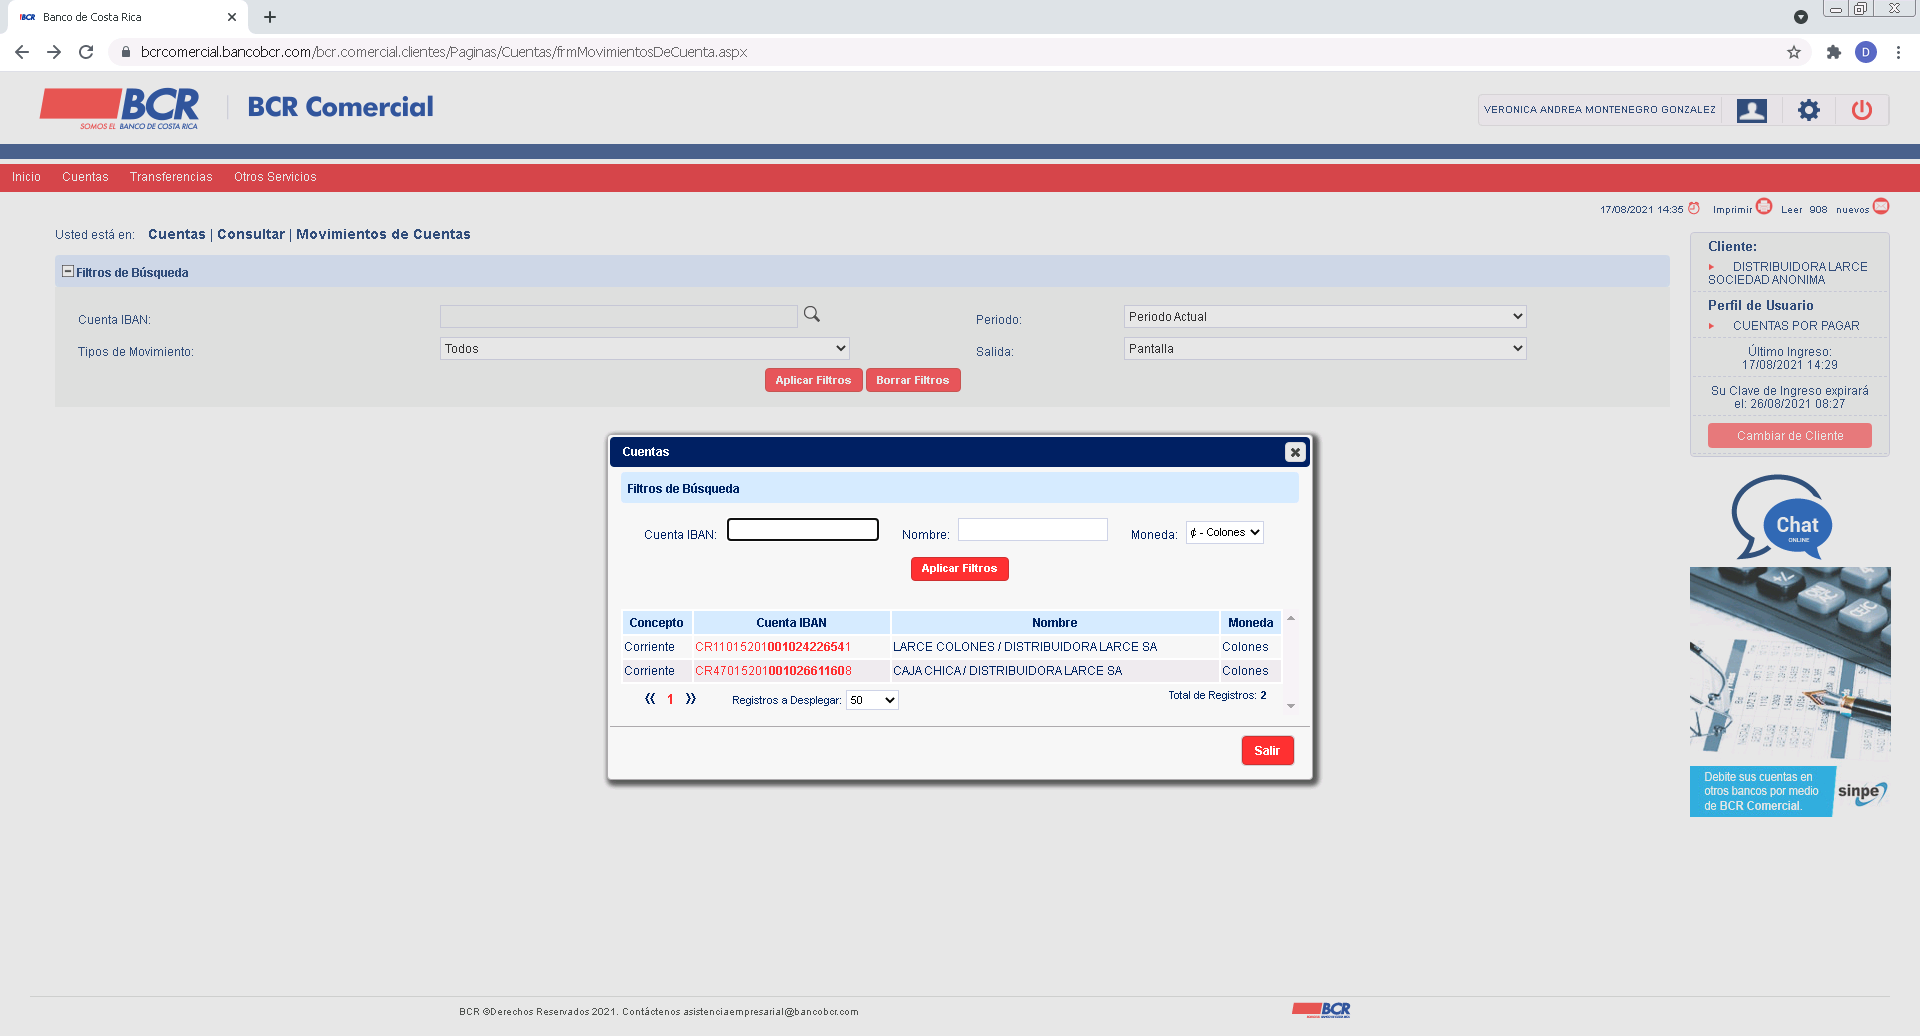 BCR Banco de Costa Rica
bcrcomercial.bancobcr.com/bcr.comercial.clientes/Paginas/Cuentas/frmMovimientosDeCuenta.aspx
D
BCR
SOMOS EL BANCO DE COSTA RICA
BCR Comercial
VERONICA ANDREA MONTENEGRO GONZALEZ
Inicio Cuentas Transferencias Otros Servicios
17/08/2021 14:35 Imprimir Leer 908 nuevos
Usted está en: Cuentas | Consultar | Movimientos de Cuentas
Filtros de Búsqueda
Cuenta IBAN: Periodo: Periodo Actual
Tipos de Movimiento: Todos Salida: Pantalla
Aplicar Filtros Borrar Filtros
Cliente:
DISTRIBUIDORA LARCE
SOCIEDAD ANONIMA
Perfil de Usuario
CUENTAS POR PAGAR
Último Ingreso:
17/08/2021 14:29
Su Clave de Ingreso expirará
el: 26/08/2021 08:27
Cambiar de Cliente
Chat
ONLINE
Debite sus cuentas en
otros bancos por medio
de BCR Comercial.
sinpe
Cuentas
Filtros de Búsqueda
Cuenta IBAN: Nombre: Moneda: ₡ - Colones
Aplicar Filtros
Concepto Cuenta IBAN Nombre Moneda
Corriente CR11015201001024226541 LARCE COLONES / DISTRIBUIDORA LARCE SA Colones
Corriente CR47015201001026611608 CAJA CHICA / DISTRIBUIDORA LARCE SA Colones
« 1 » Registros a Desplegar: 50 Total de Registros: 2
Salir
BCR ©Derechos Reservados 2021. Contáctenos asistenciaempresarial@bancobcr.com
BCR